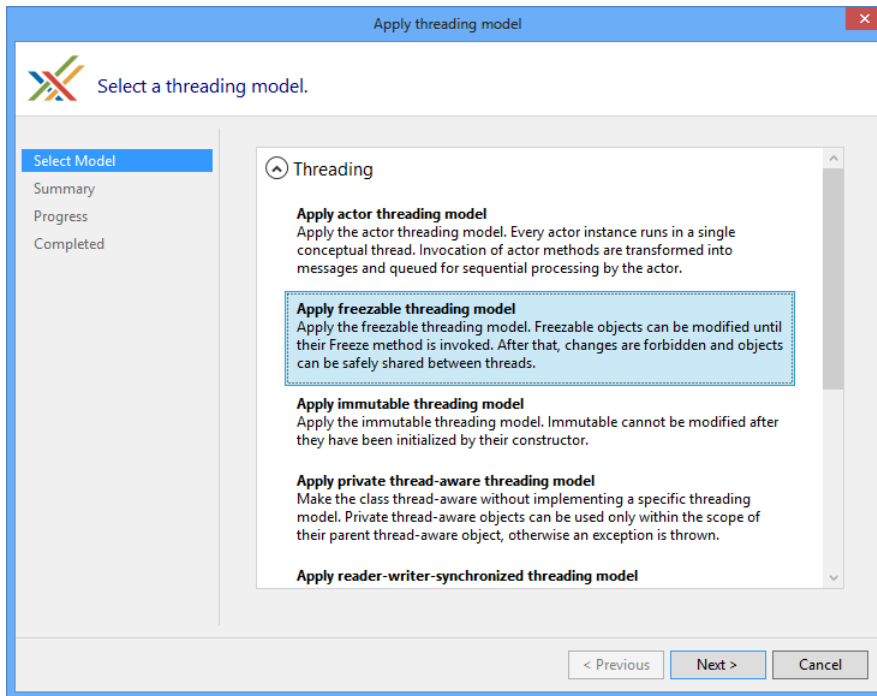 Apply threading model
Select a threading model.
Select Model
Summary
Progress
Completed
Threading
Apply actor threading model
Apply the actor threading model. Every actor instance runs in a single
conceptual thread. Invocation of actor methods are transformed into
messages and queued for sequential processing by the actor.
Apply freezable threading model
Apply the freezable threading model. Freezable objects can be modified until
their Freeze method is invoked. After that, changes are forbidden and objects
can be safely shared between threads.
Apply immutable threading model
Apply the immutable threading model. Immutable cannot be modified after
they have been initialized by their constructor.
Apply private thread-aware threading model
Make the class thread-aware without implementing a specific threading
model. Private thread-aware objects can be used only within the scope of
their parent thread-aware object, otherwise an exception is thrown.
Apply reader-writer-synchronized threading model
< Previous
Next >
Cancel